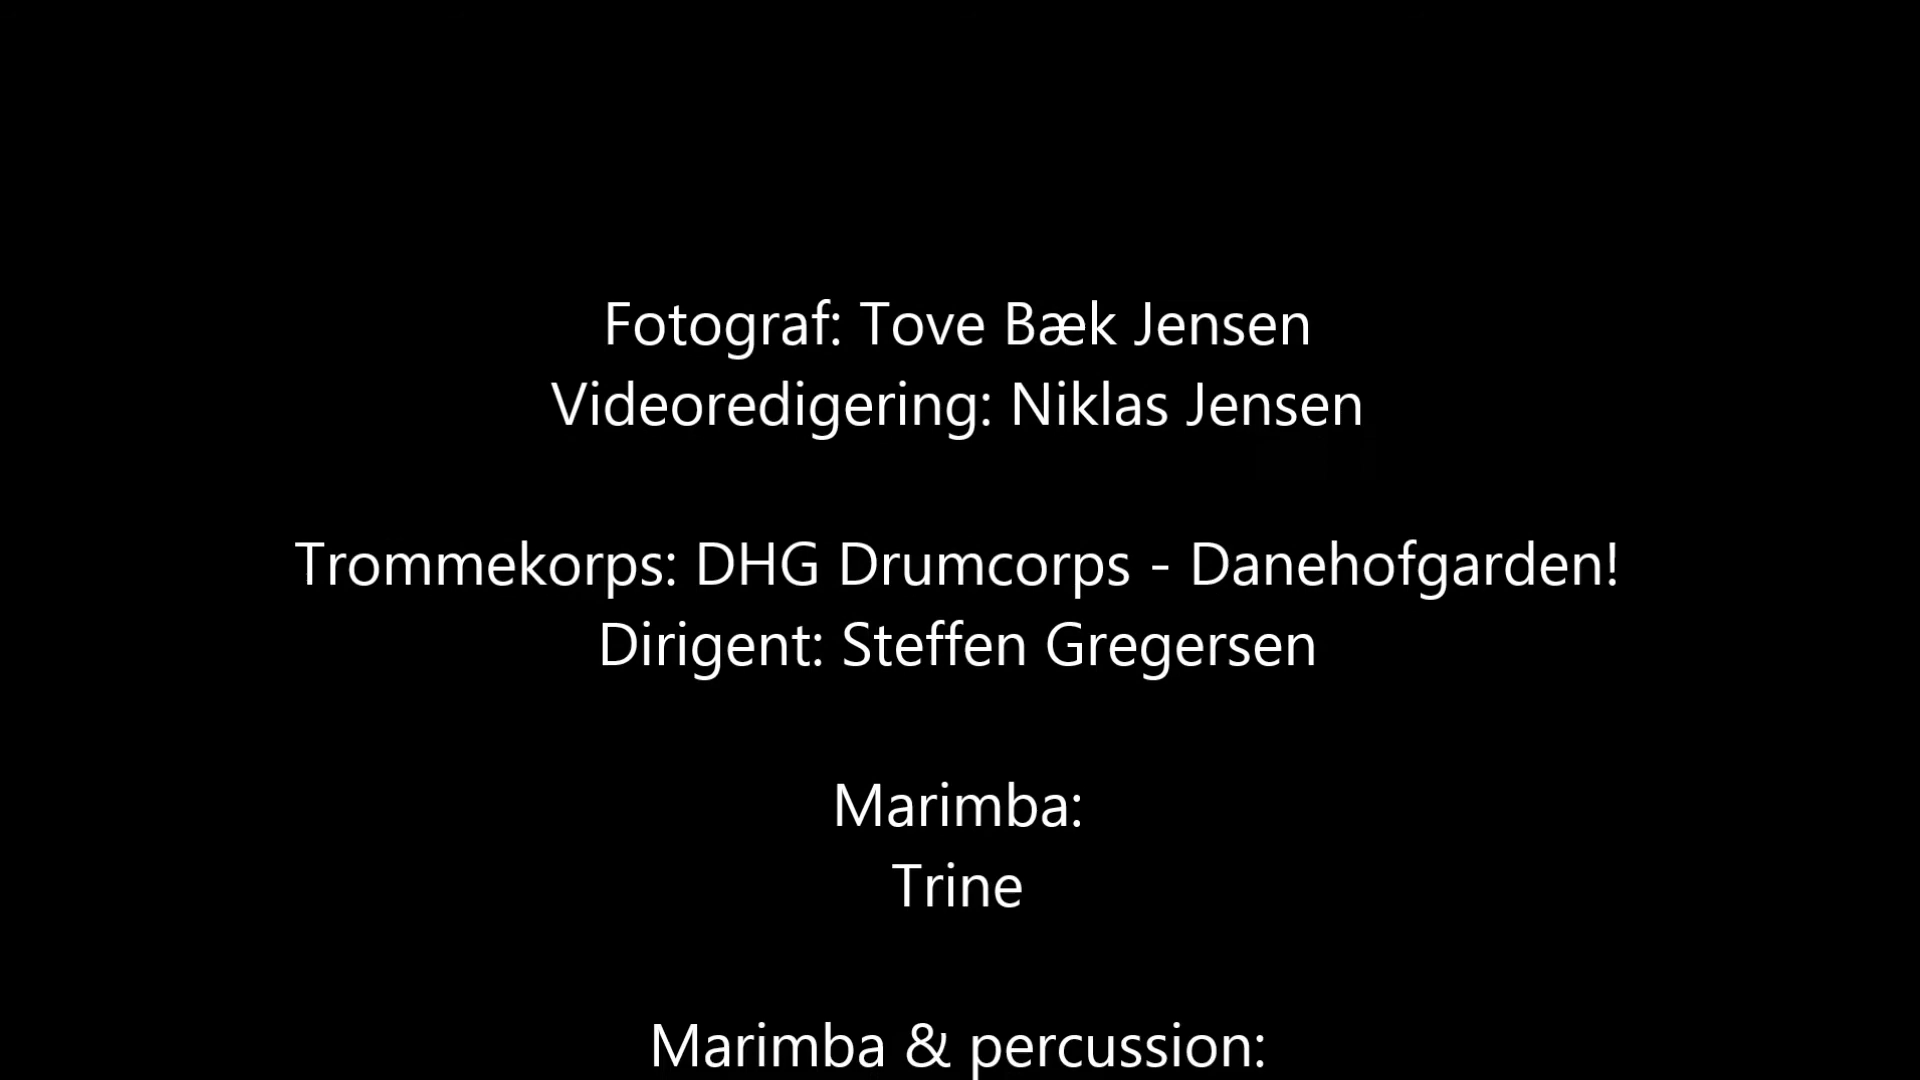 Fotograf: Tove Bæk Jensen
Videoredigering: Niklas Jensen
Trommekorps: DHG Drumcorps - Danehofgarden!
Dirigent: Steffen Gregersen
Marimba:
Trine
Marimba & percussion: